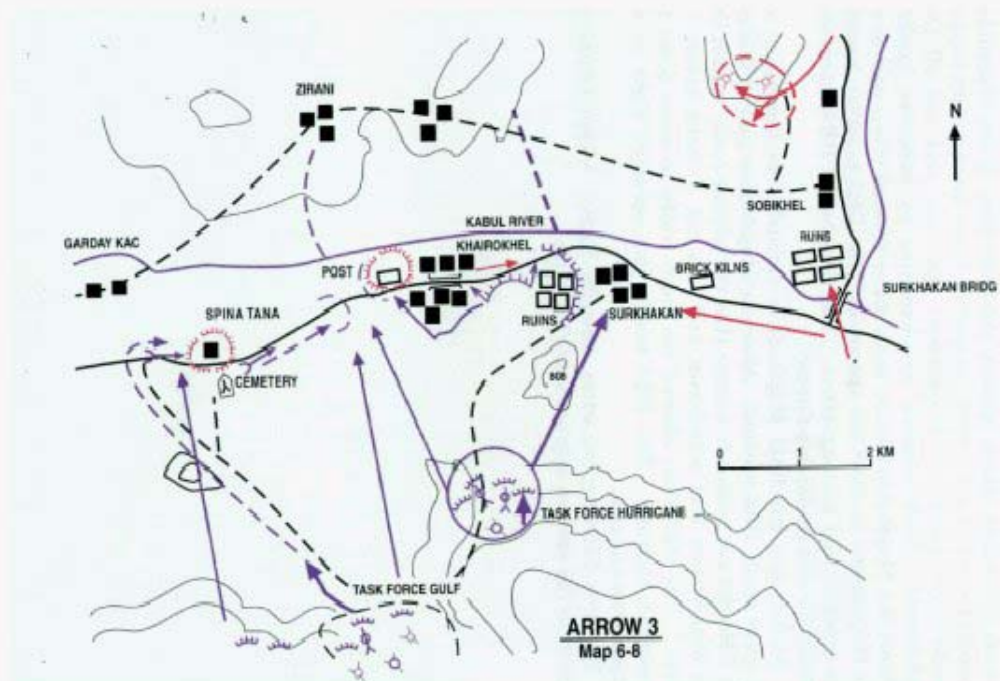 ZIRANI
N
SOBIKHEL
KABUL RIVER
GARDAY KAC
KHAIROKHEL
RUINS
POST
BRICK KILNS
SURKHAKAN BRIDG
SPINA TANA
RUINS
SURKHAKAN
CEMETERY
808
0 1 2 KM
TASK FORCE HURRICANE
TASK FORCE GULF
ARROW 3
Map 6-8